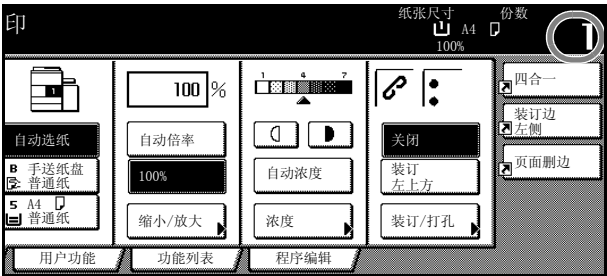 印
纸张尺寸
份数
1 A4
100%
1
1 4 7
100 %
1
自动选纸
自动倍率
关闭
B 手送纸盘
普通纸
100%
自动浓度
装订
左上方
5 A4
普通纸
缩小/放大
浓度
装订/打孔
四合一
装订边
左侧
页面删边
用户功能
功能列表
程序编辑